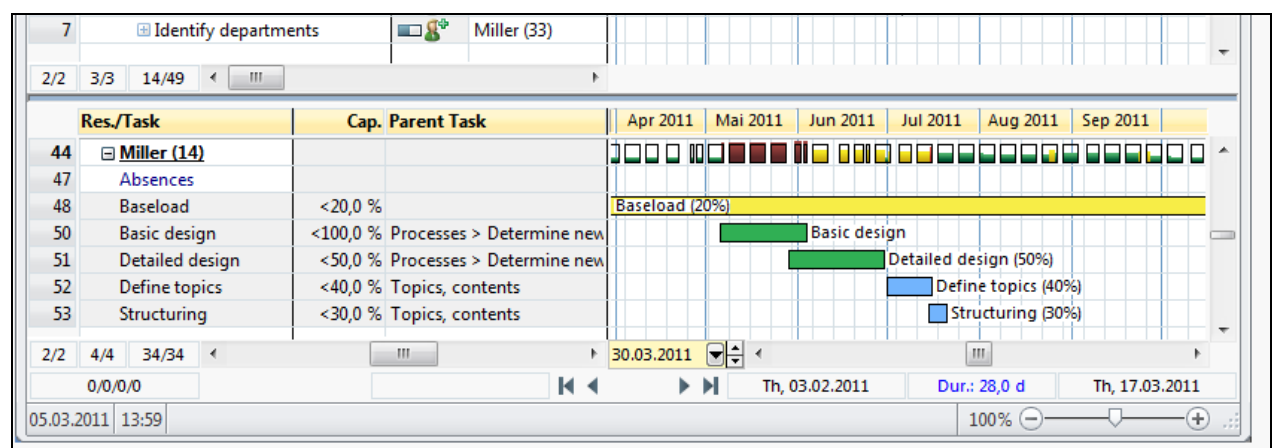 7 Identify departments Miller (33)
2/2 3/3 14/49
Res./Task Cap. Parent Task Apr 2011 Mai 2011 Jun 2011 Jul 2011 Aug 2011 Sep 2011
44 Miller (14)
47 Absences
48 Baseload <20,0 % Baseload (20%)
50 Basic design <100,0 % Processes > Determine new Basic design
51 Detailed design <50,0 % Processes > Determine new Detailed design (50%)
52 Define topics <40,0 % Topics, contents Define topics (40%)
53 Structuring <30,0 % Topics, contents Structuring (30%)
2/2 4/4 34/34 30.03.2011
0/0/0/0 Th, 03.02.2011 Dur.: 28,0 d Th, 17.03.2011
05.03.2011 13:59 100%